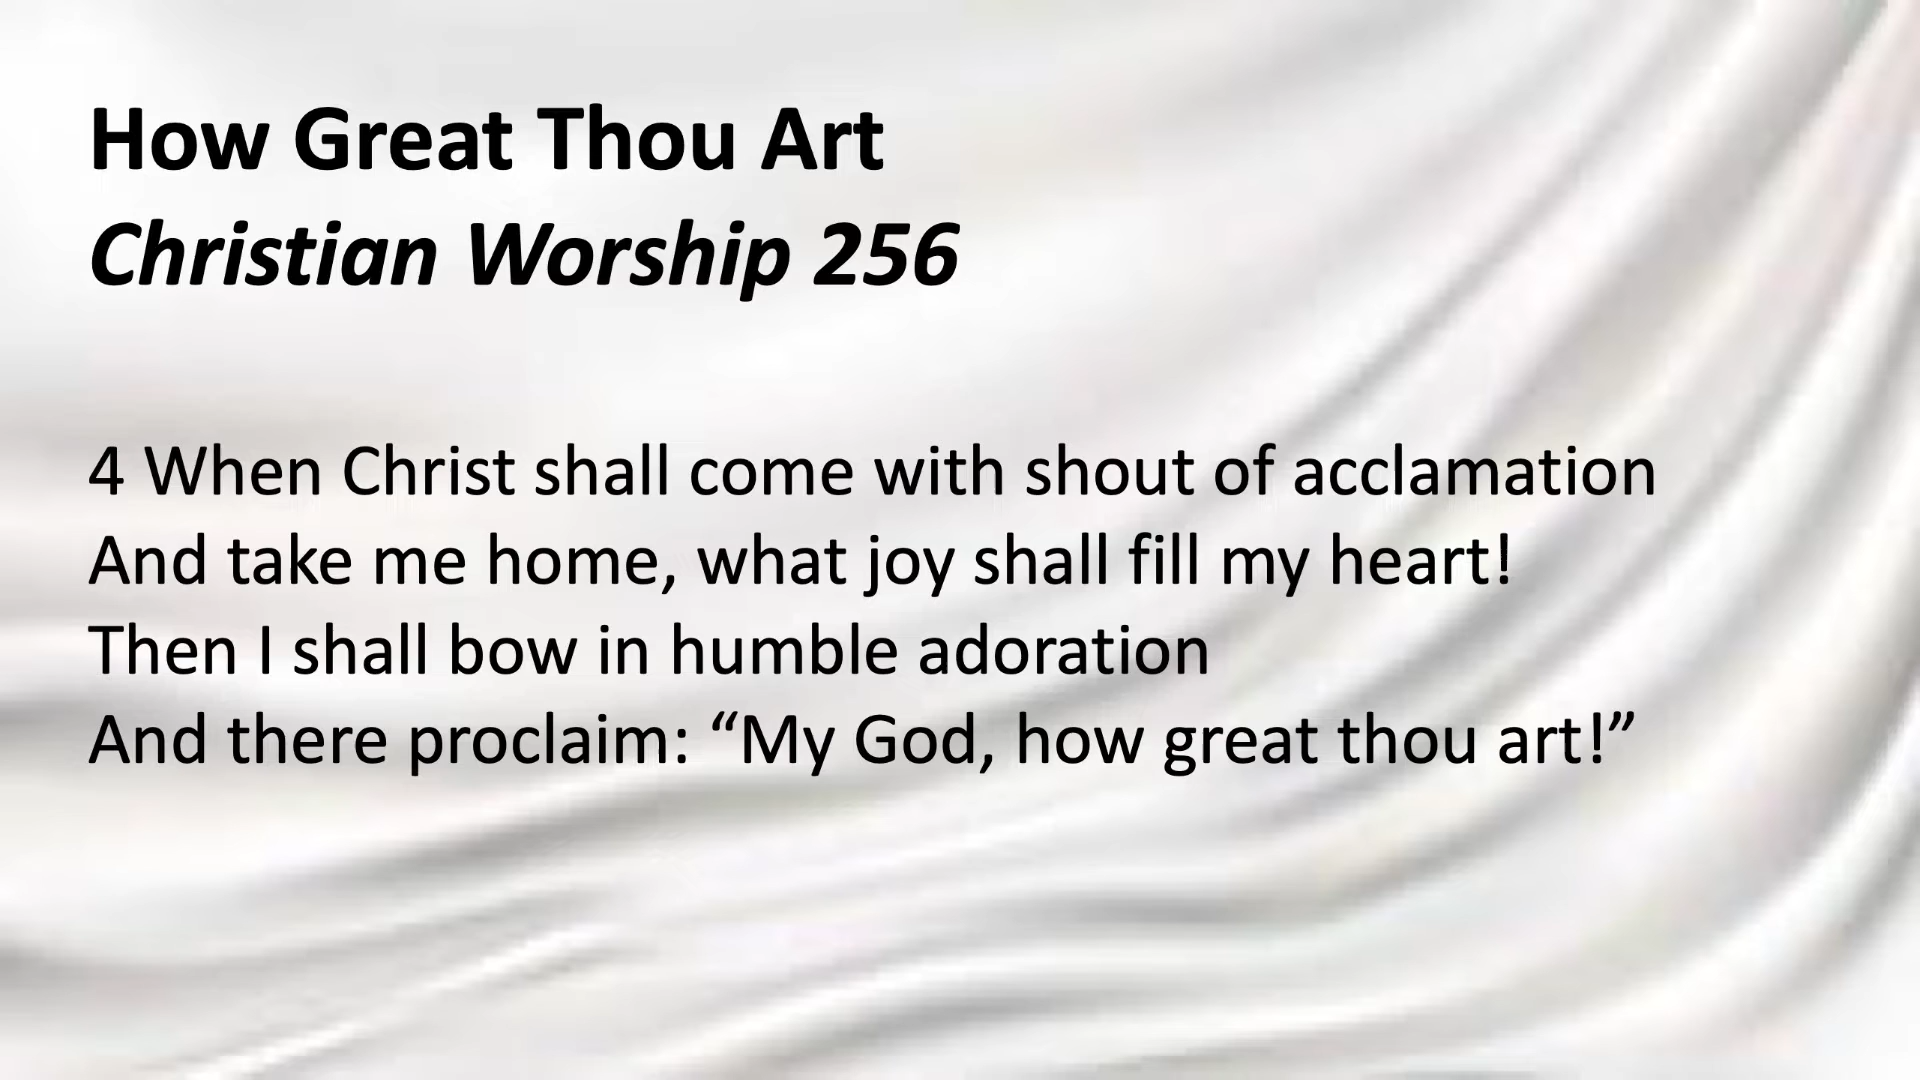 How Great Thou Art
Christian Worship 256
4 When Christ shall come with shout of acclamation
And take me home, what joy shall fill my heart!
Then I shall bow in humble adoration
And there proclaim: “My God, how great thou art!”